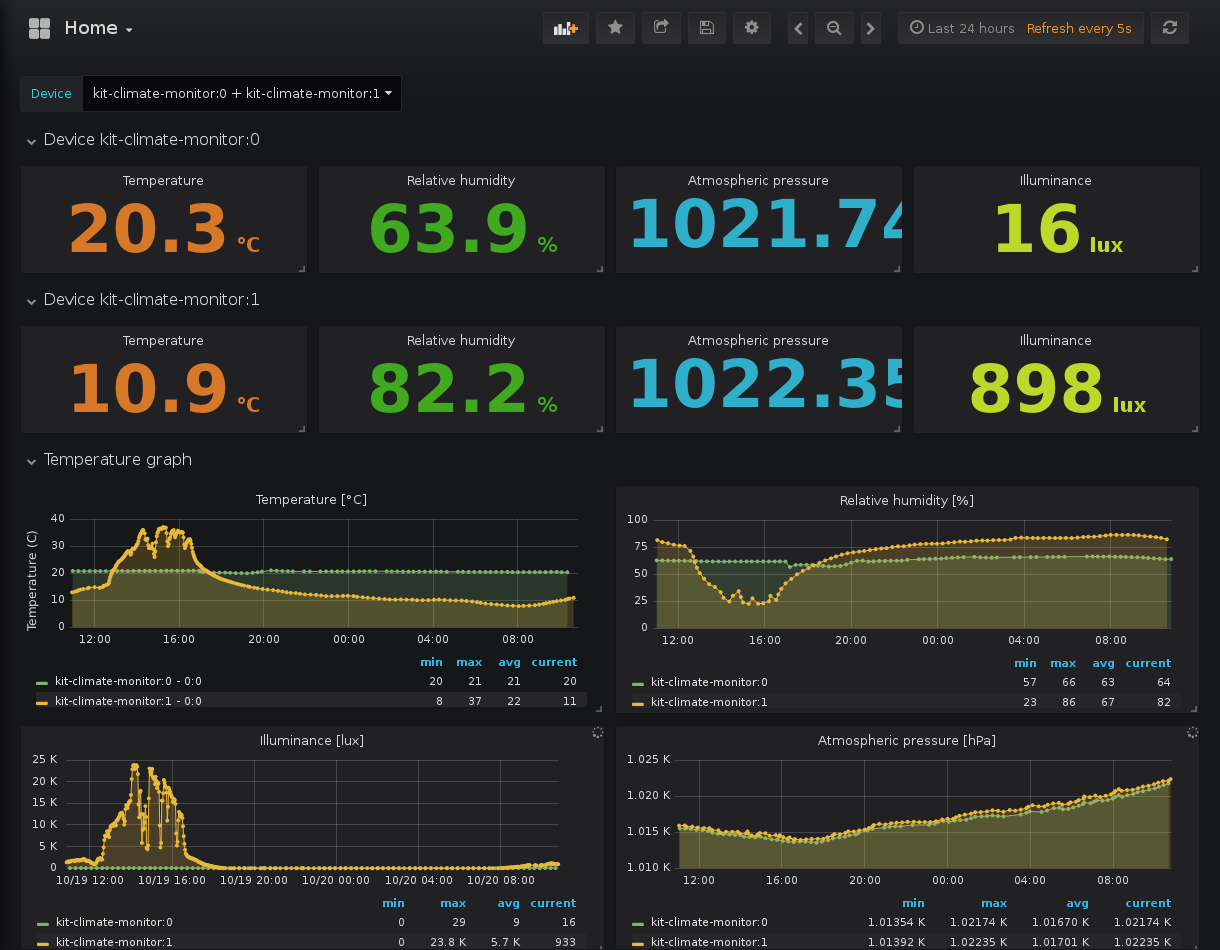 Home
Last 24 hours Refresh every 5s
Device kit-climate-monitor:0 + kit-climate-monitor:1
Device kit-climate-monitor:0
Temperature Relative humidity Atmospheric pressure Illuminance
20.3 °C 63.9 % 1021.74 16 lux
Device kit-climate-monitor:1
Temperature Relative humidity Atmospheric pressure Illuminance
10.9 °C 82.2 % 1022.35 898 lux
Temperature graph
Temperature [°C]
Temperature (C)
40
30
20
10
0
12:00 16:00 20:00 00:00 04:00 08:00
min max avg current
kit-climate-monitor:0 - 0:0 20 21 21 20
kit-climate-monitor:1 - 0:0 8 37 22 11
Relative humidity [%]
100
75
50
25
0
12:00 16:00 20:00 00:00 04:00 08:00
min max avg current
kit-climate-monitor:0 57 66 63 64
kit-climate-monitor:1 23 86 67 82
Illuminance [lux]
25 K
20 K
15 K
10 K
5 K
0
10/19 12:00 10/19 16:00 10/19 20:00 10/20 00:00 10/20 04:00 10/20 08:00
min max avg current
kit-climate-monitor:0 0 29 9 16
kit-climate-monitor:1 0 23.8 K 5.7 K 933
Atmospheric pressure [hPa]
1.025 K
1.020 K
1.015 K
1.010 K
12:00 16:00 20:00 00:00 04:00 08:00
min max avg current
kit-climate-monitor:0 1.01354 K 1.02174 K 1.01670 K 1.02174 K
kit-climate-monitor:1 1.01392 K 1.02235 K 1.01701 K 1.02235 K